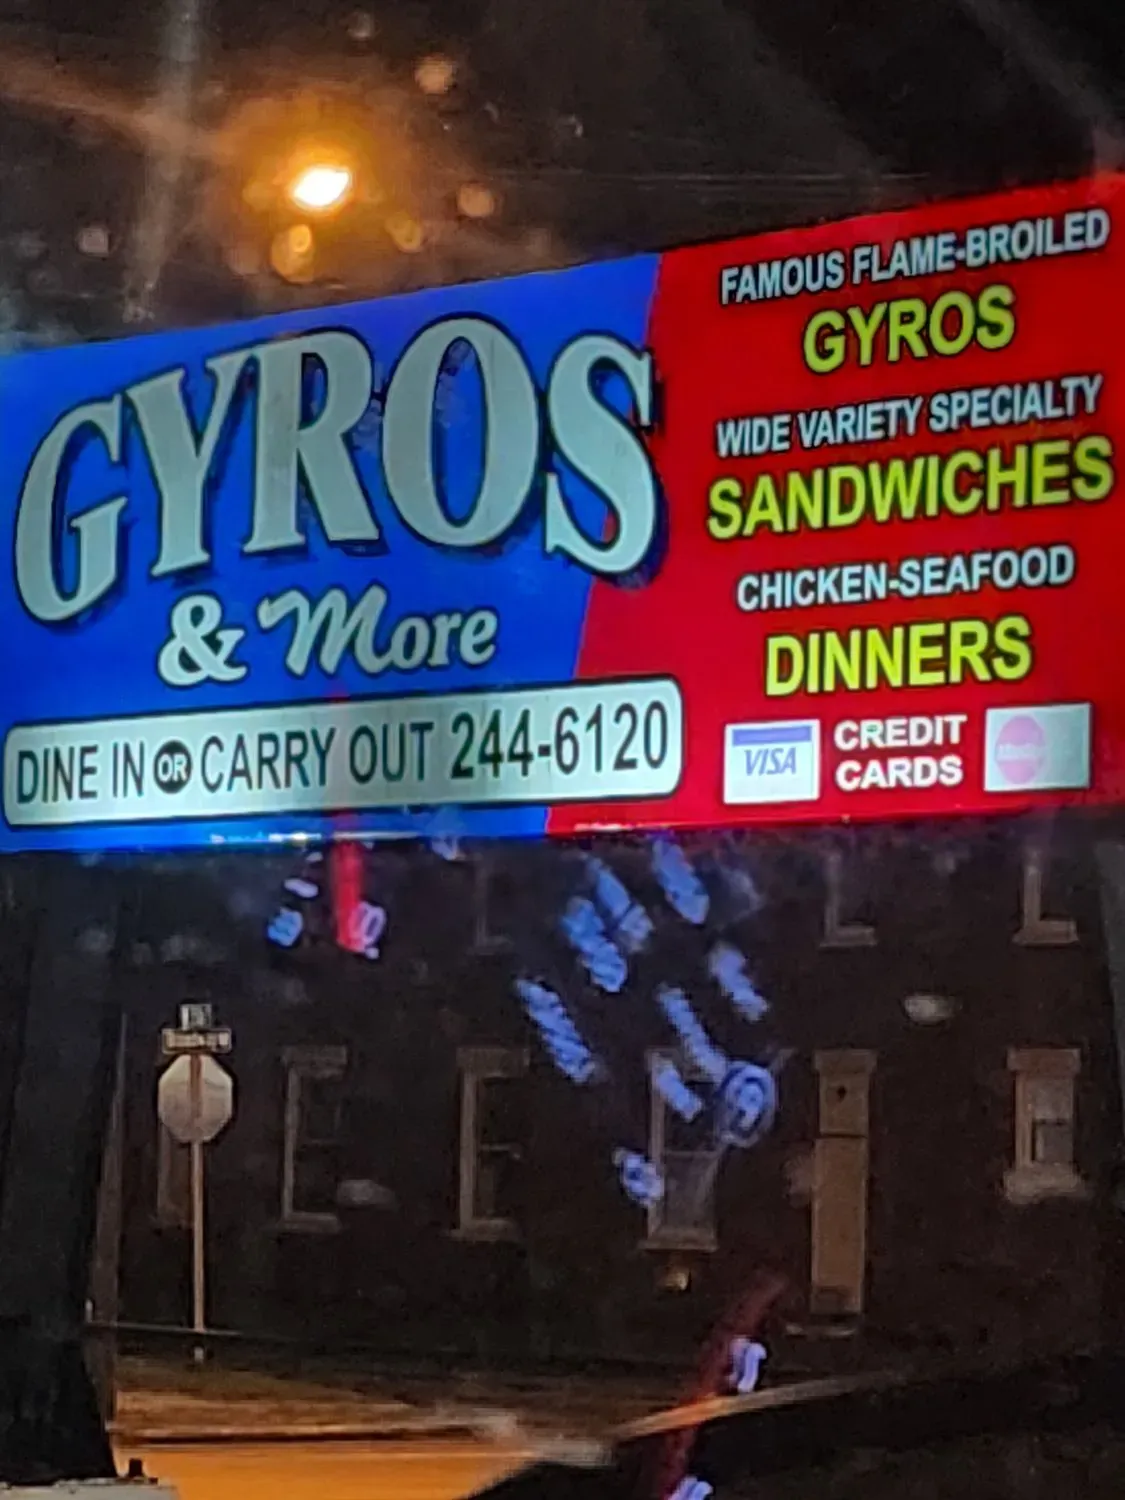 GYROS
& More
DINE IN OR CARRY OUT 244-6120
FAMOUS FLAME-BROILED
GYROS
WIDE VARIETY SPECIALTY
SANDWICHES
CHICKEN-SEAFOOD
DINNERS
VISA
CREDIT
CARDS